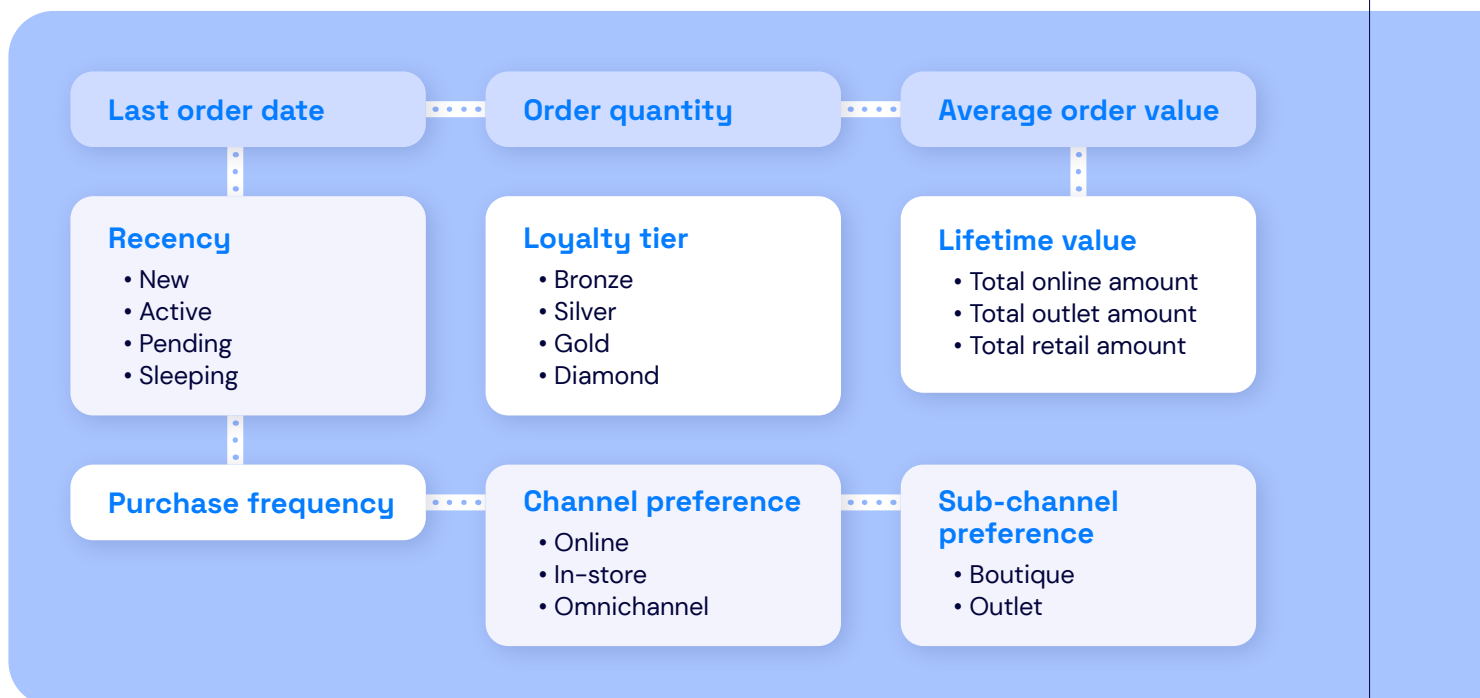 Last order date
Order quantity
Average order value
Recency
• New
• Active
• Pending
• Sleeping
Loyalty tier
• Bronze
• Silver
• Gold
• Diamond
Lifetime value
• Total online amount
• Total outlet amount
• Total retail amount
Purchase frequency
Channel preference
• Online
• In-store
• Omnichannel
Sub-channel
preference
• Boutique
• Outlet